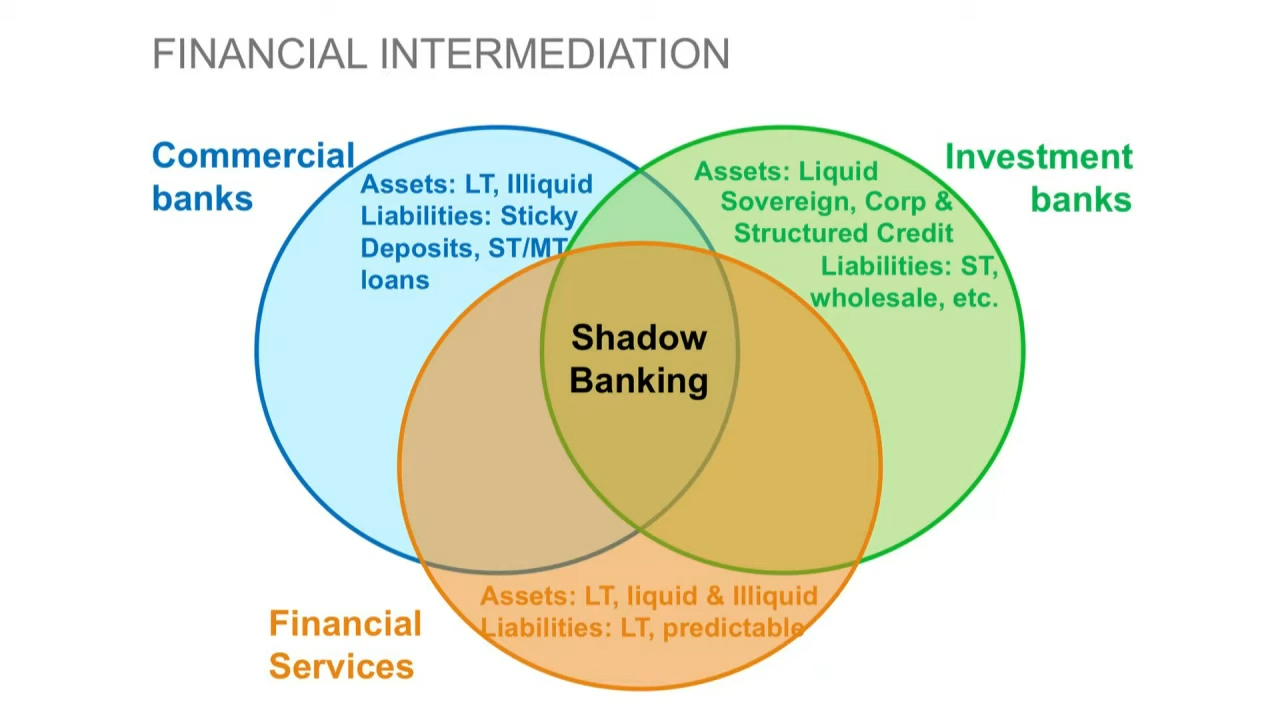 FINANCIAL INTERMEDIATION
Commercial
banks
Assets: LT, Illiquid
Liabilities: Sticky
Deposits, ST/MT
loans
Assets: Liquid
Sovereign, Corp &
Structured Credit
Liabilities: ST,
wholesale, etc.
Investment
banks
Shadow
Banking
Assets: LT, liquid & Illiquid
Liabilities: LT, predictable
Financial
Services